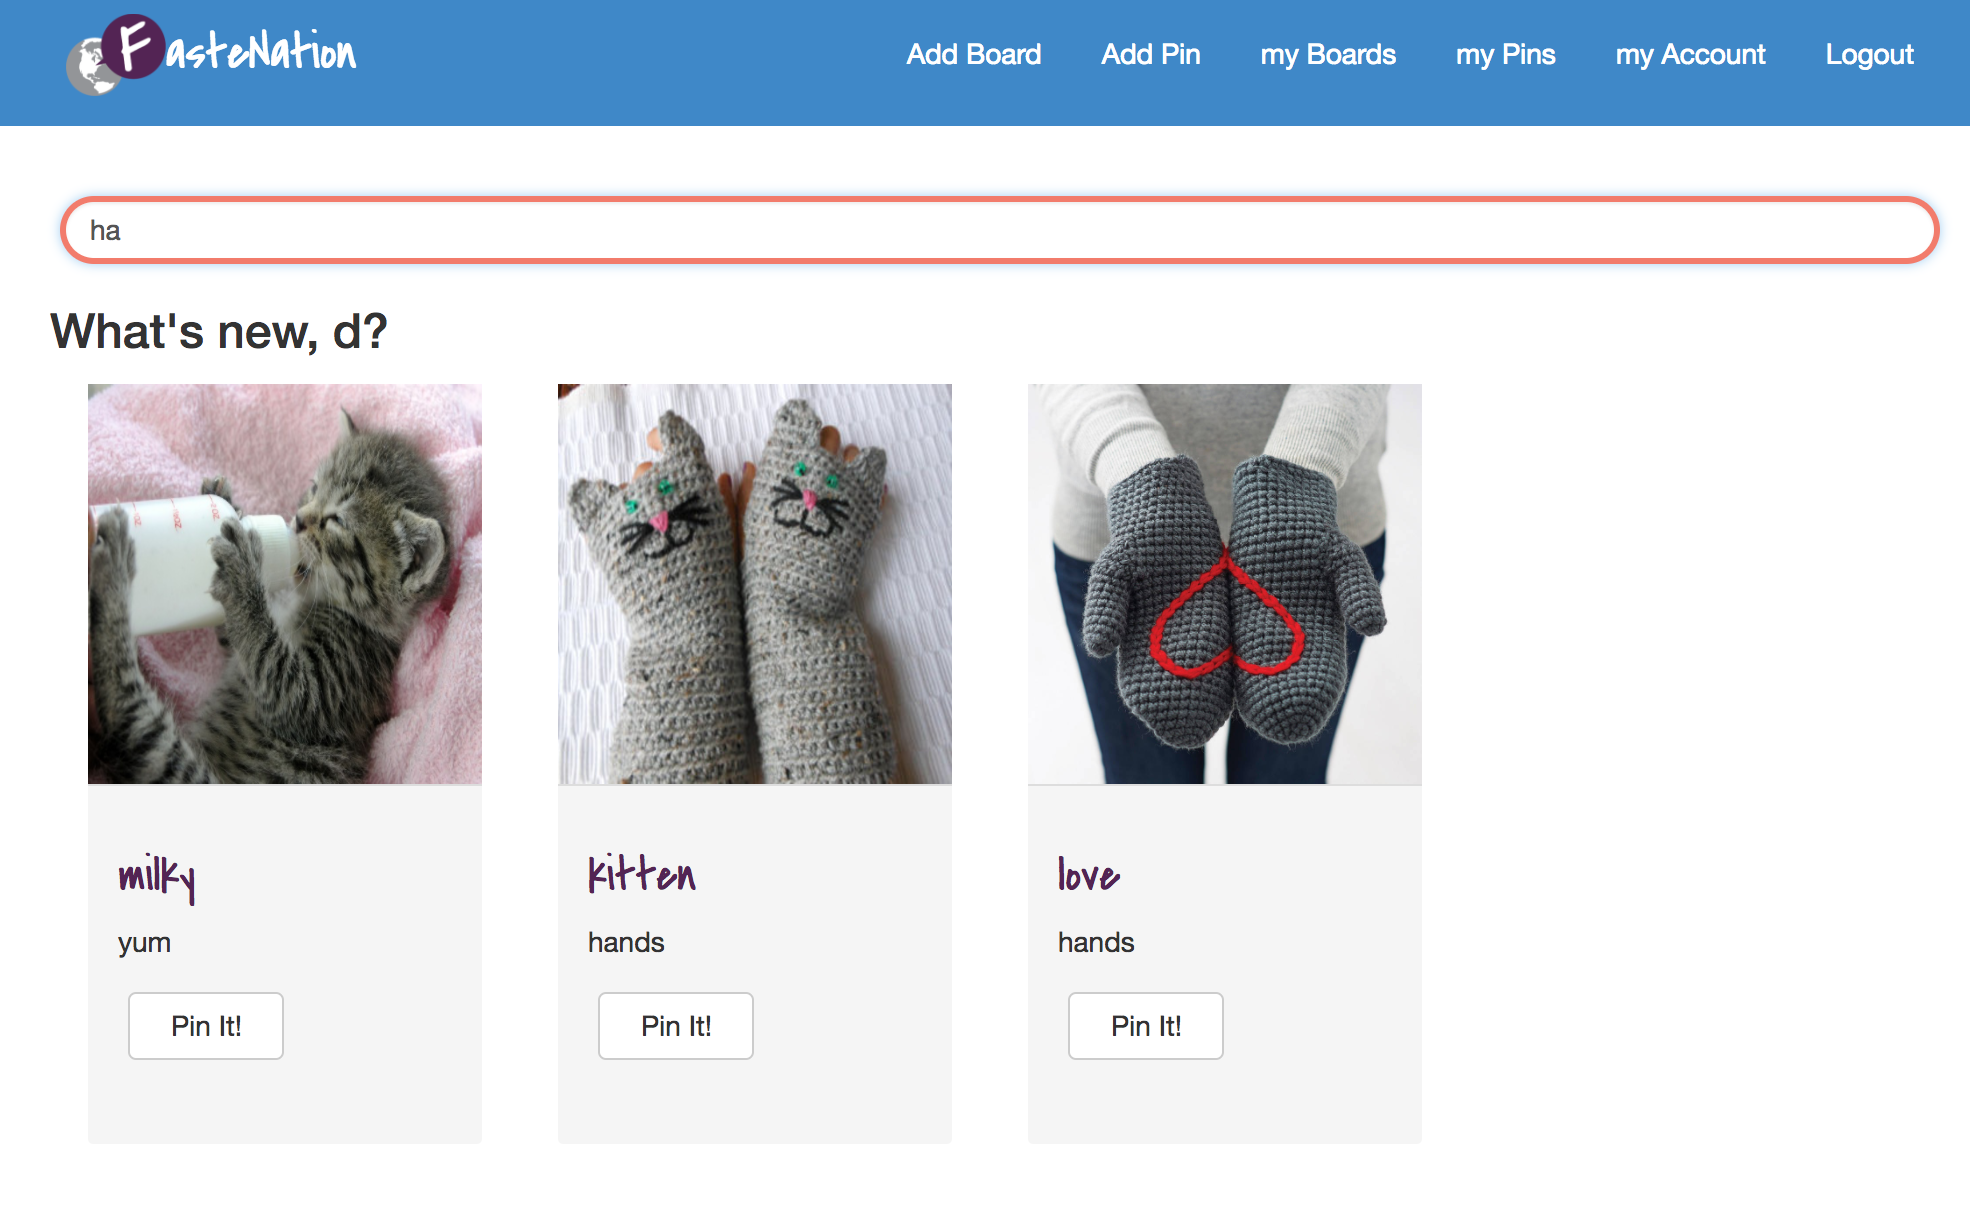 FasteNation
Add Board
Add Pin
my Boards
my Pins
my Account
Logout
ha
What's new, d?
milky
yum
Pin It!
kitten
hands
Pin It!
love
hands
Pin It!